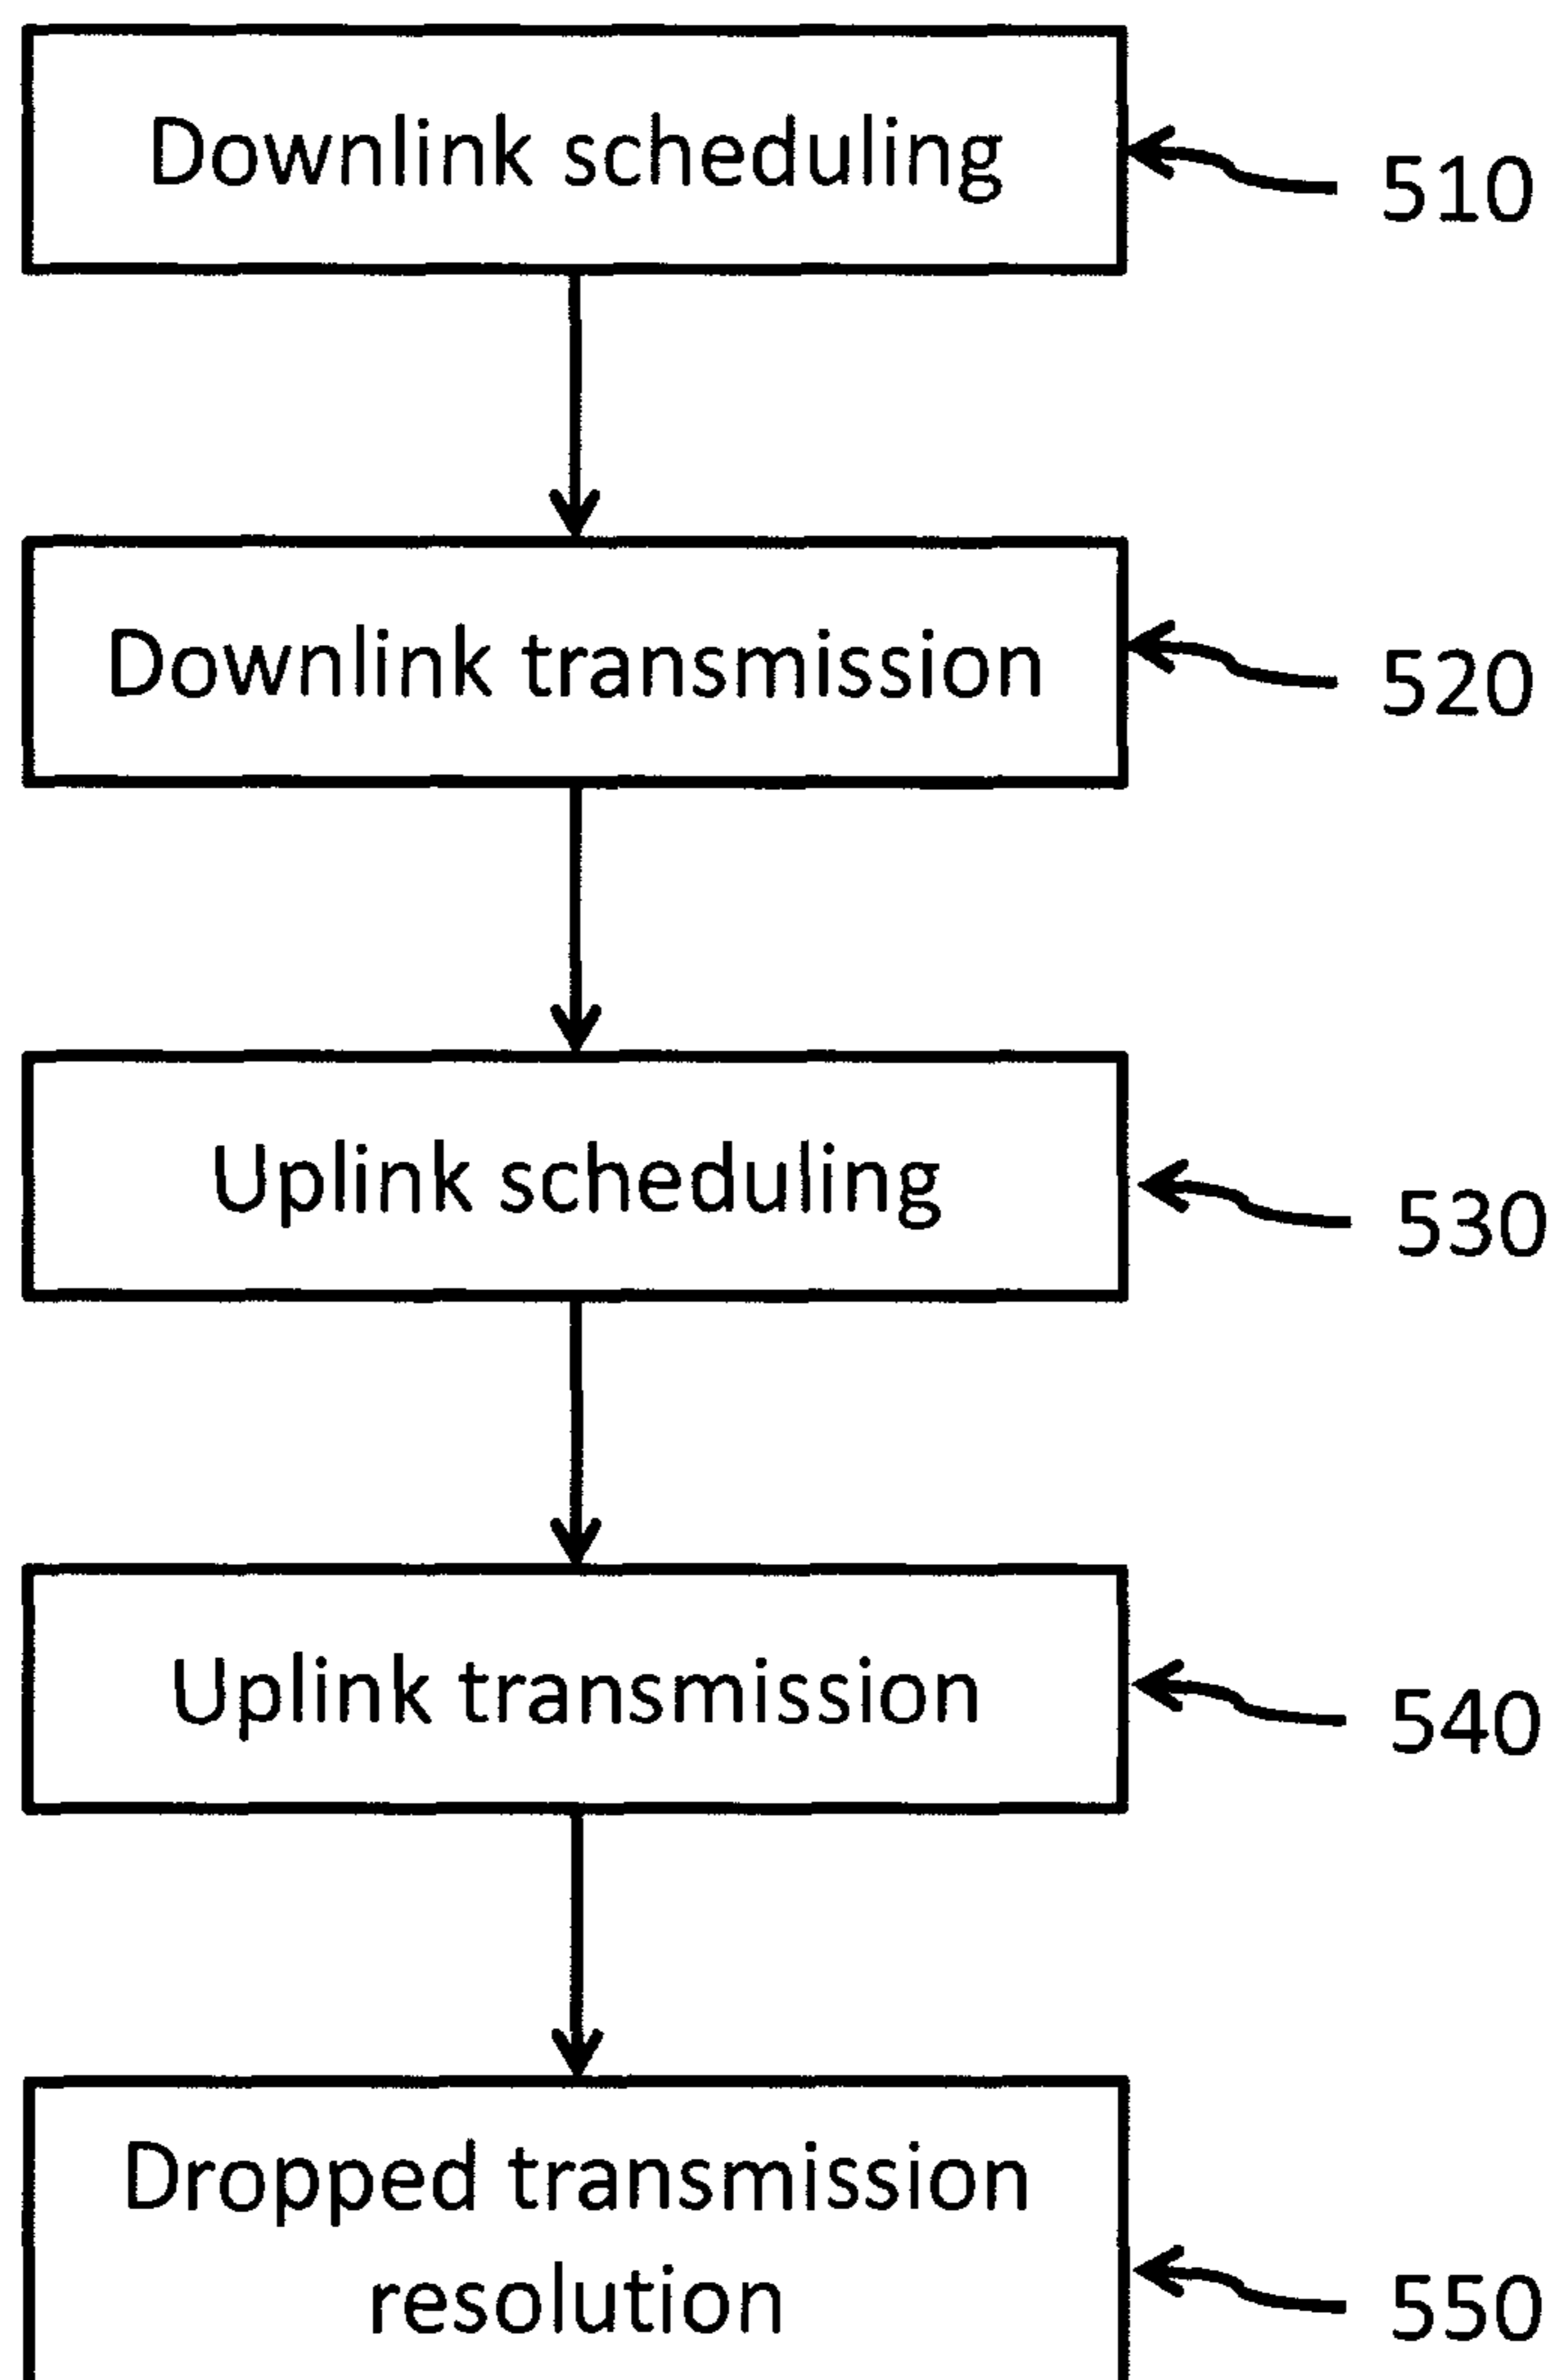 Downlink scheduling
510
Downlink transmission
520
Uplink scheduling
530
Uplink transmission
540
Dropped transmission
resolution
550